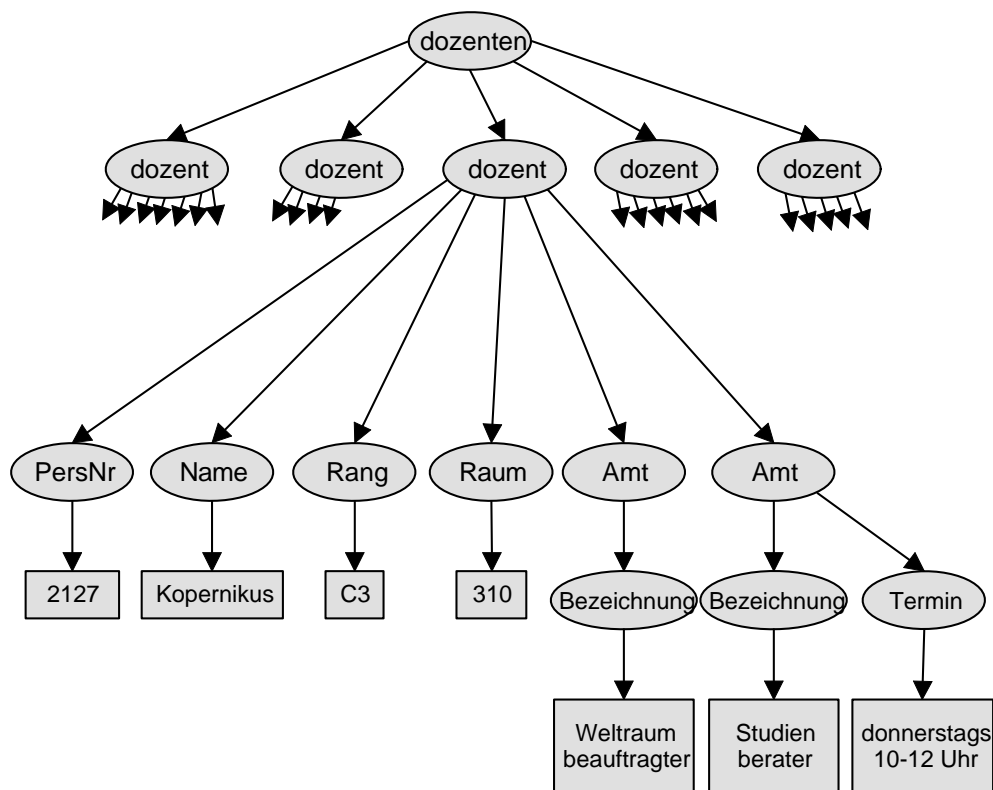 dozenten
dozent
dozent
dozent
dozent
dozent
PersNr
Name
Rang
Raum
Amt
Amt
2127
Kopernikus
C3
310
Bezeichnung
Bezeichnung
Termin
Weltraum
beauftragter
Studien
berater
donnerstags
10-12 Uhr